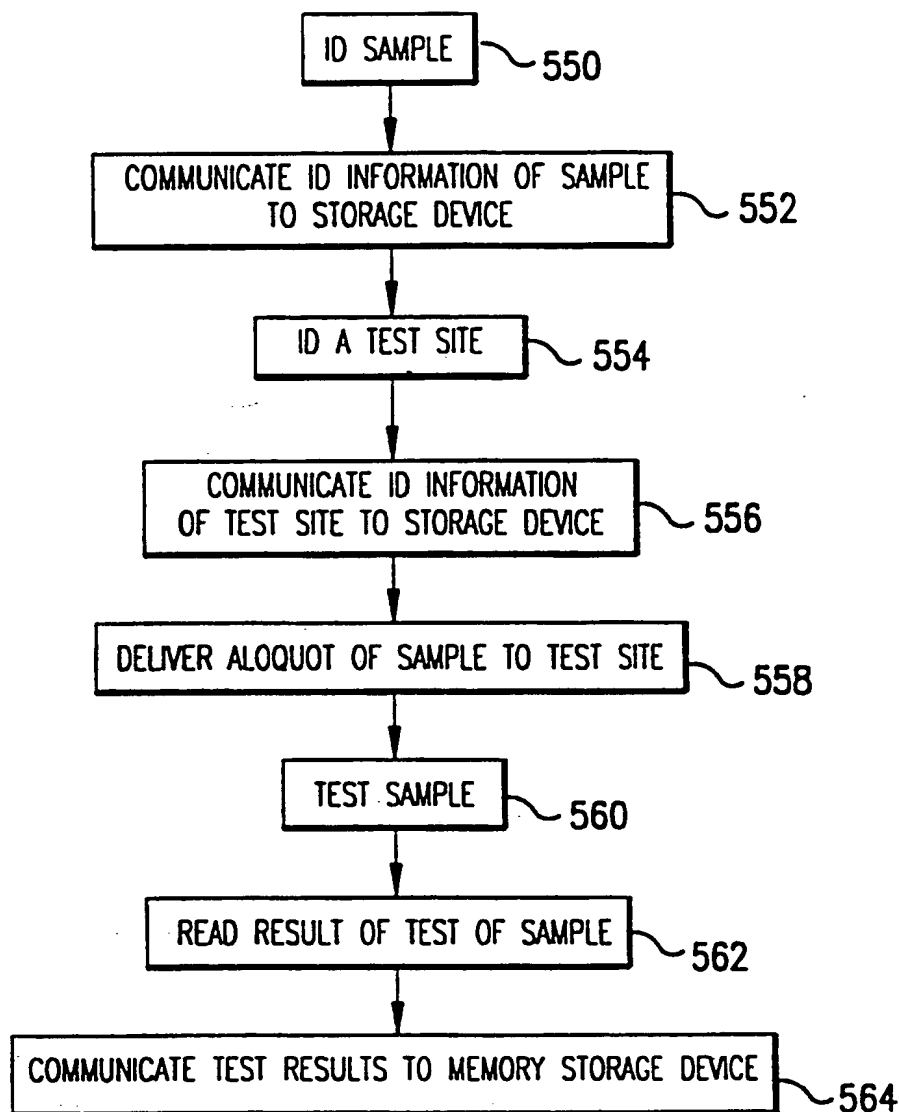 ID SAMPLE
550
COMMUNICATE ID INFORMATION OF SAMPLE
TO STORAGE DEVICE
552
ID A TEST SITE
554
COMMUNICATE ID INFORMATION
OF TEST SITE TO STORAGE DEVICE
556
DELIVER ALOQUOT OF SAMPLE TO TEST SITE
558
TEST SAMPLE
560
READ RESULT OF TEST OF SAMPLE
562
COMMUNICATE TEST RESULTS TO MEMORY STORAGE DEVICE
564